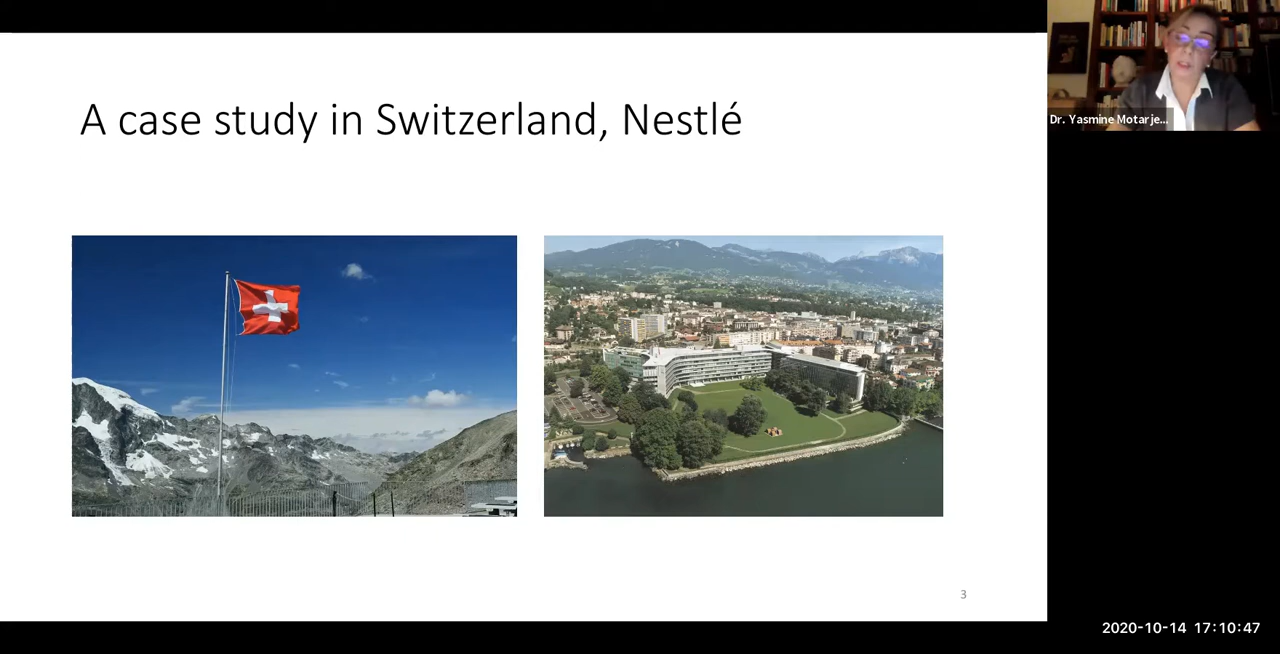 A case study in Switzerland, Nestlé
Dr. Yasmine Motarje...
3
2020-10-14 17:10:47